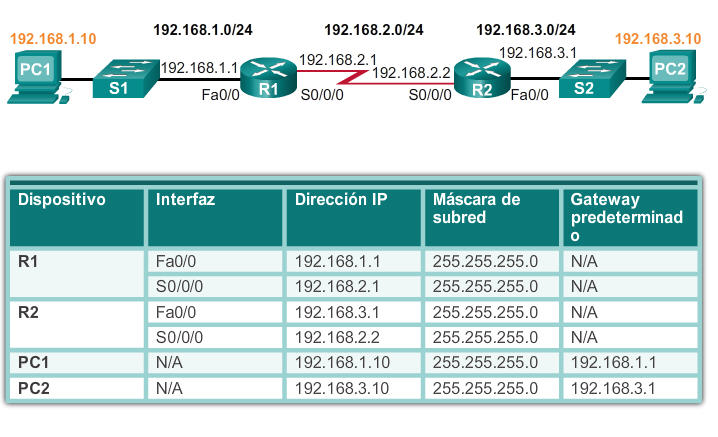 192.168.1.0/24 192.168.2.0/24 192.168.3.0/24
192.168.1.10 192.168.3.10
192.168.1.1 192.168.2.1 192.168.2.2 192.168.3.1
PC1 S1 R1 R2 S2 PC2
Fa0/0 S0/0/0 S0/0/0 Fa0/0
Dispositivo Interfaz Dirección IP Máscara de subred Gateway predeterminad o
R1 Fa0/0 192.168.1.1 255.255.255.0 N/A
S0/0/0 192.168.2.1 255.255.255.0 N/A
R2 Fa0/0 192.168.3.1 255.255.255.0 N/A
S0/0/0 192.168.2.2 255.255.255.0 N/A
PC1 N/A 192.168.1.10 255.255.255.0 192.168.1.1
PC2 N/A 192.168.3.10 255.255.255.0 192.168.3.1